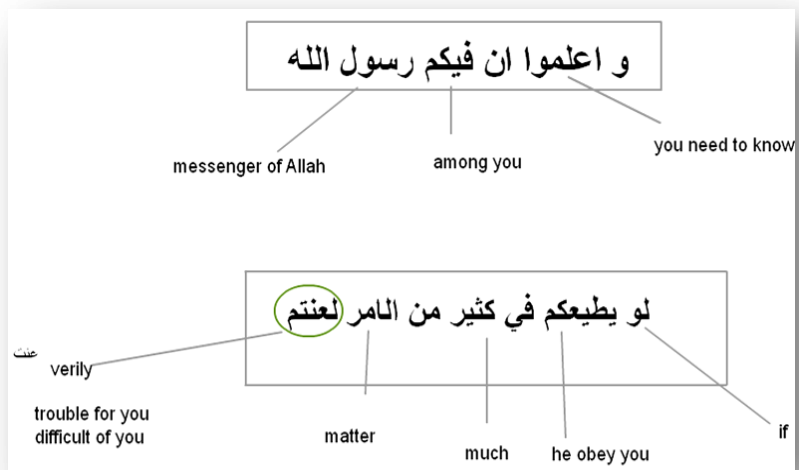 و اعلموا ان فيكم رسول الله
you need to know
among you
messenger of Allah
لو يطيعكم في كثير من الامر لعنتم
عنت
verily
trouble for you
difficult of you
matter
much
he obey you
if